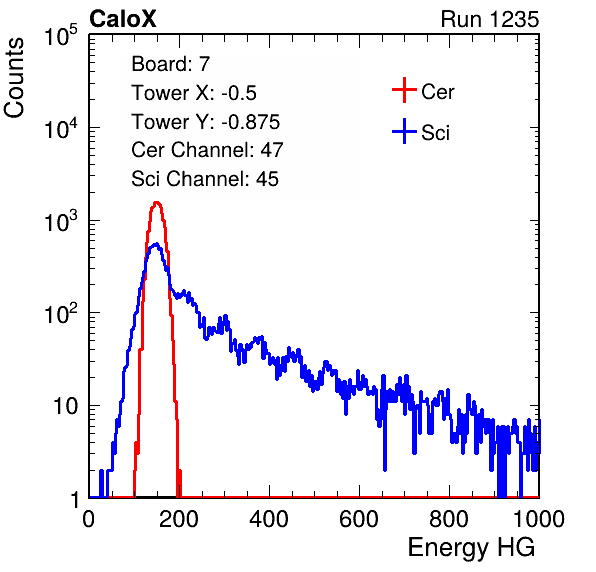 CaloX Run 1235
Counts
10^5
10^4
10^3
10^2
10
1
Board: 7
Tower X: -0.5
Tower Y: -0.875
Cer Channel: 47
Sci Channel: 45
Cer
Sci
0 200 400 600 800 1000
Energy HG